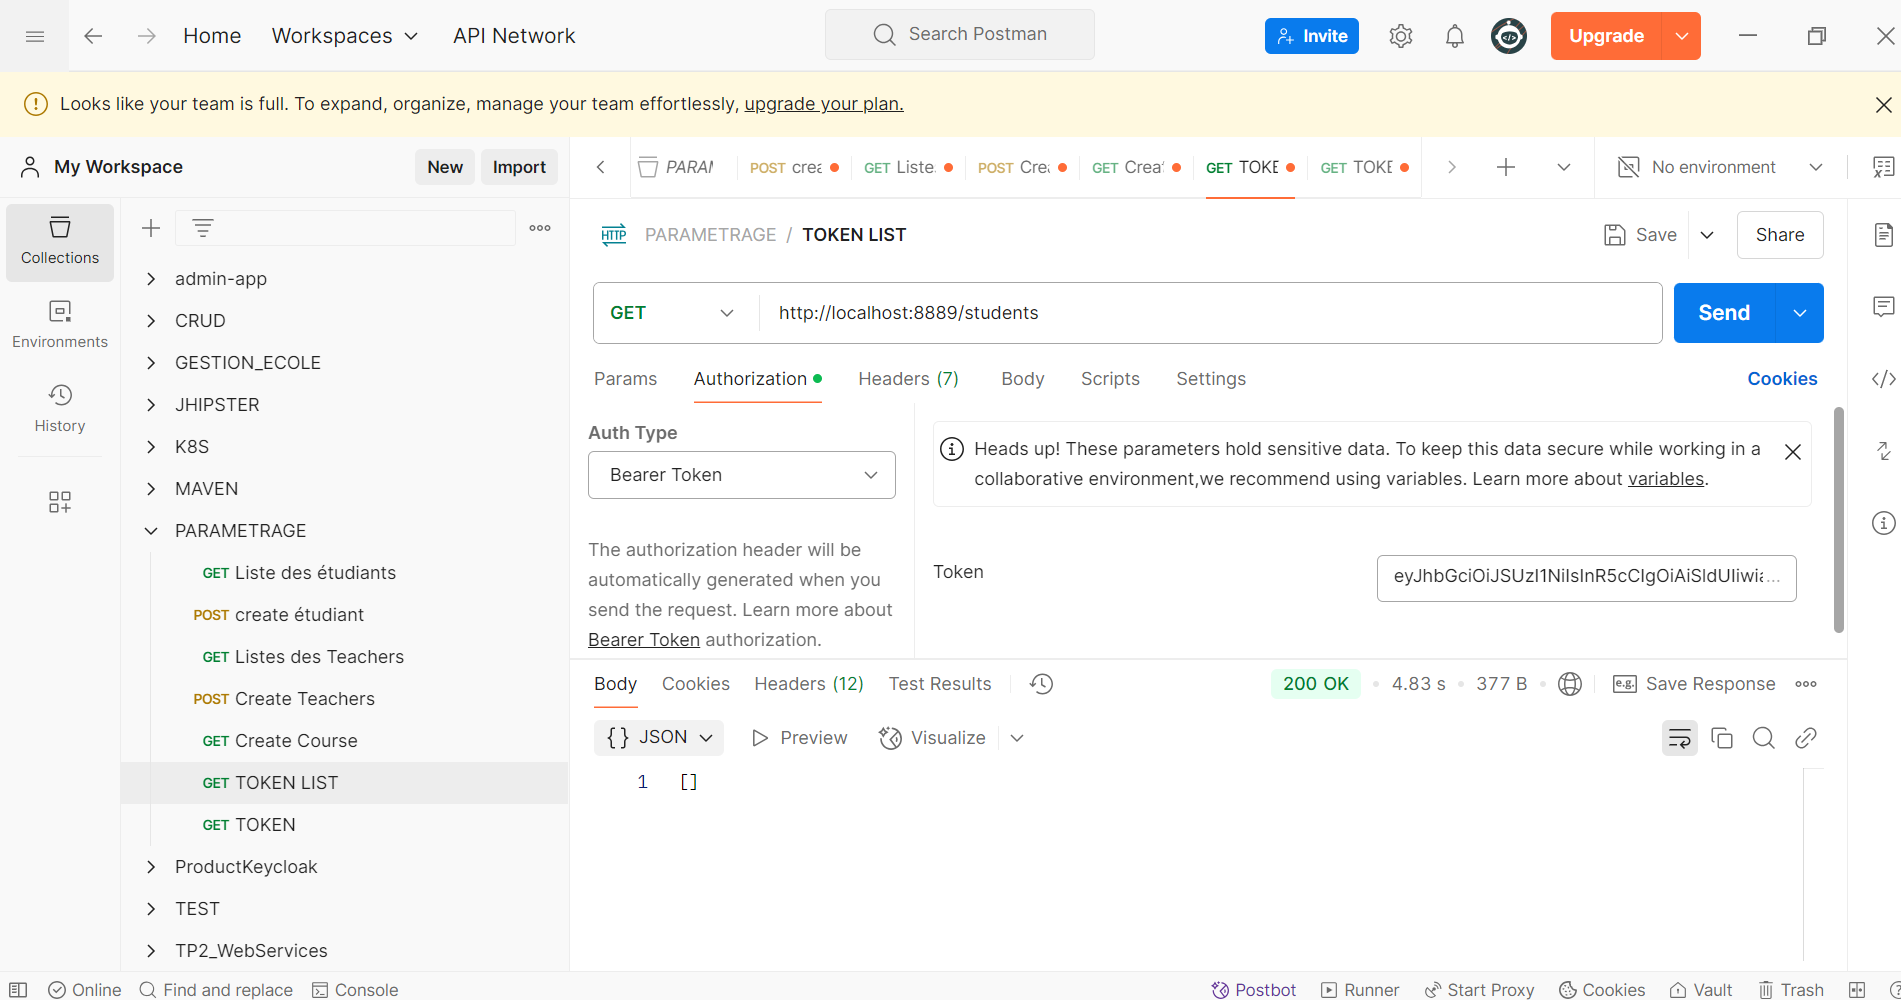 Home Workspaces API Network Search Postman Invite Upgrade
Looks like your team is full. To expand, organize, manage your team effortlessly, upgrade your plan.
My Workspace New Import
PARAM POST crea GET Liste POST Cre GET Crea GET TOKE GET TOKE No environment
Collections
Environments
History
admin-app
CRUD
GESTION_ECOLE
JHIPSTER
K8S
MAVEN
PARAMETRAGE
GET Liste des étudiants
POST create étudiant
GET Listes des Teachers
POST Create Teachers
GET Create Course
GET TOKEN LIST
GET TOKEN
ProductKeycloak
TEST
TP2_WebServices
HTTP PARAMETRAGE / TOKEN LIST Save Share
GET http://localhost:8889/students Send
Params Authorization Headers (7) Body Scripts Settings Cookies
Auth Type
Bearer Token
The authorization header will be
automatically generated when you
send the request. Learn more about
Bearer Token authorization.
Heads up! These parameters hold sensitive data. To keep this data secure while working in a
collaborative environment,we recommend using variables. Learn more about variables.
Token
Body Cookies Headers (12) Test Results 200 OK 4.83 s 377 B e.g. Save Response
{} JSON Preview Visualize
1 []
Online Find and replace Console Postbot Runner Start Proxy Cookies Vault Trash